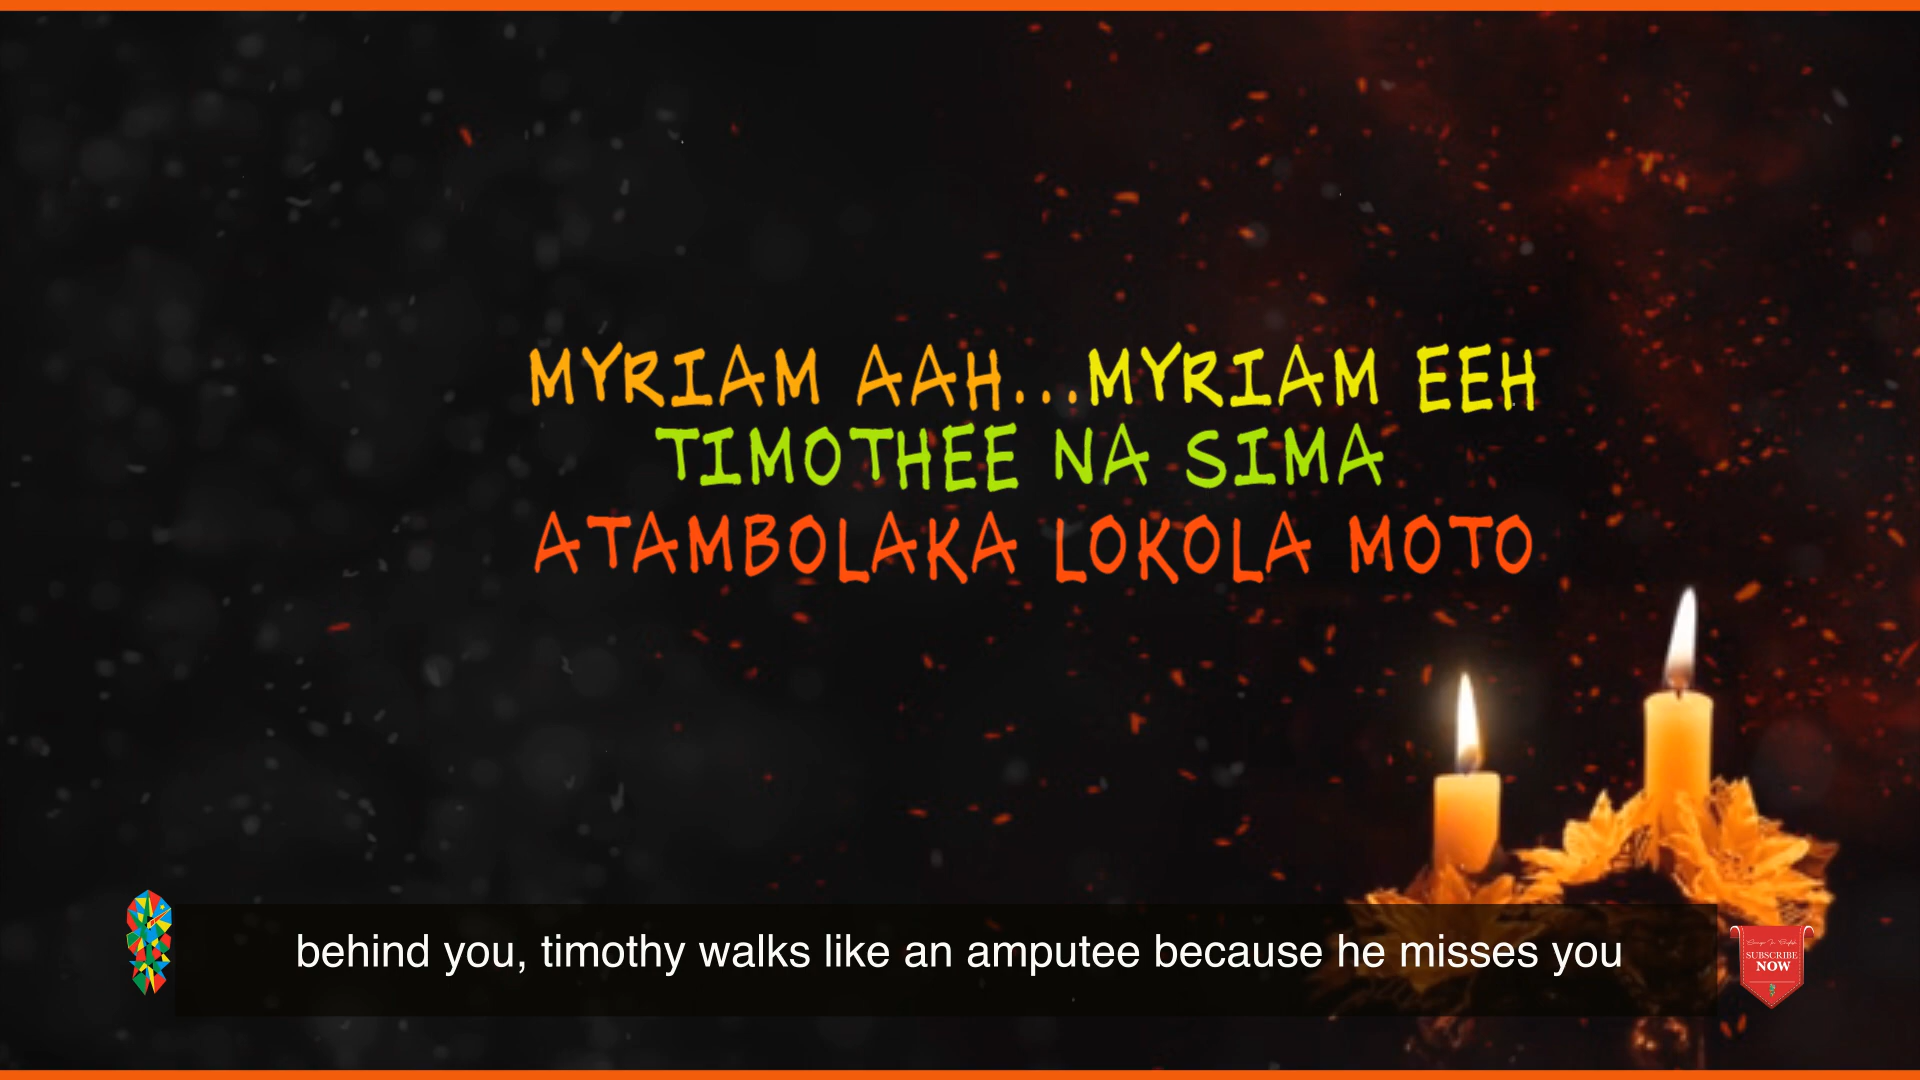 MYRIAM AAH...MYRIAM EEH
TIMOTHEE NA SIMA
ATAMBOLAKA LOKOLA MOTO
behind you, timothy walks like an amputee because he misses you
SUBSCRIBE
NOW